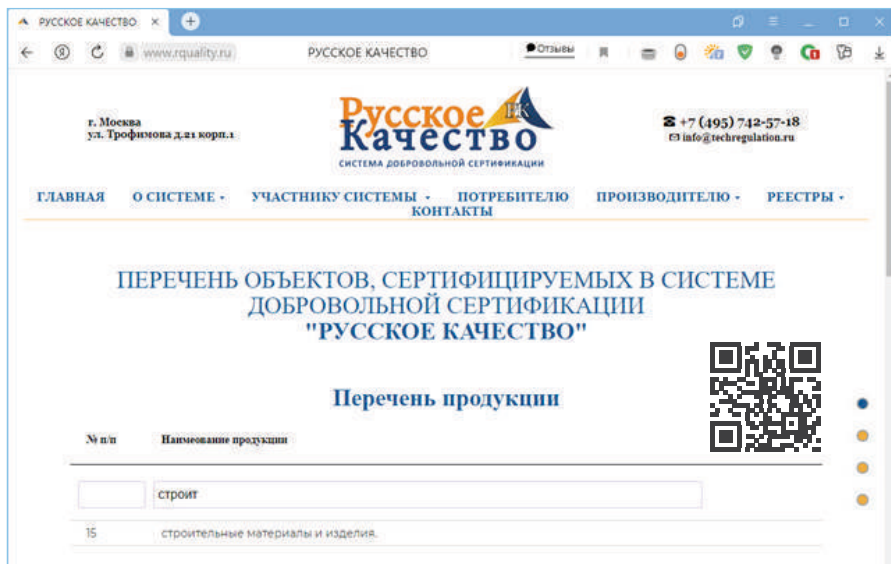 РУССКОЕ КАЧЕСТВО
www.rquality.ru
РУССКОЕ КАЧЕСТВО
Отзывы
г. Москва
ул. Трофимова д.21 корп.1
Русское
РК
Качество
СИСТЕМА ДОБРОВОЛЬНОЙ СЕРТИФИКАЦИИ
+7 (495) 742-57-18
info@techregulation.ru
ГЛАВНАЯ О СИСТЕМЕ УЧАСТНИКУ СИСТЕМЫ ПОТРЕБИТЕЛЮ ПРОИЗВОДИТЕЛЮ РЕЕСТРЫ
КОНТАКТЫ
ПЕРЕЧЕНЬ ОБЪЕКТОВ, СЕРТИФИЦИРУЕМЫХ В СИСТЕМЕ
ДОБРОВОЛЬНОЙ СЕРТИФИКАЦИИ
"РУССКОЕ КАЧЕСТВО"
Перечень продукции
№ п/п Наимеование продукции
строит
15 строительные материалы и изделия.